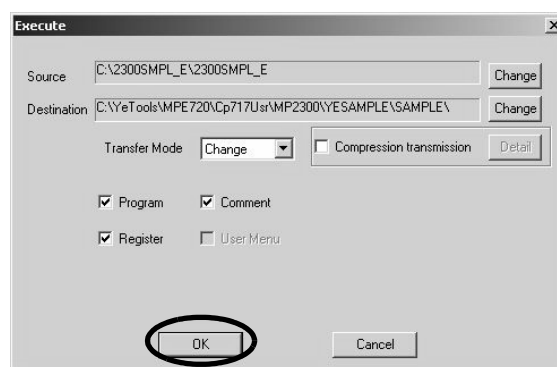 Execute
Source C:\2300SMPL_E\2300SMPL_E Change
Destination C:\YeTools\MPE720\Cp717Usr\MP2300\YESAMPLE\SAMPLE\ Change
Transfer Mode Change Compression transmission Detail
Program Comment
Register User Menu
OK Cancel